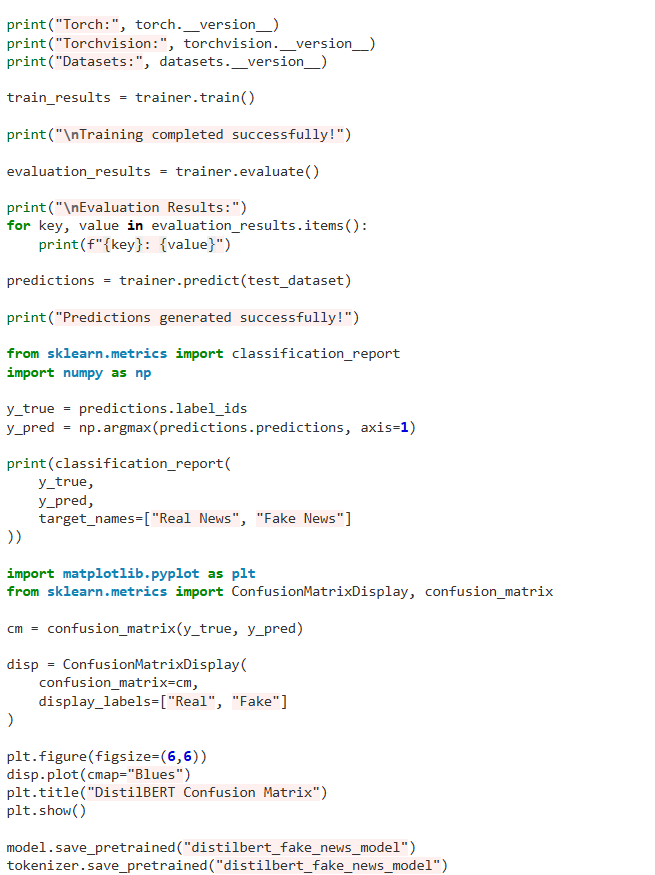 print("Torch:", torch.__version__)
print("Torchvision:", torchvision.__version__)
print("Datasets:", datasets.__version__)
train_results = trainer.train()
print("\nTraining completed successfully!")
evaluation_results = trainer.evaluate()
print("\nEvaluation Results:")
for key, value in evaluation_results.items():
    print(f"{key}: {value}")
predictions = trainer.predict(test_dataset)
print("Predictions generated successfully!")
from sklearn.metrics import classification_report
import numpy as np
y_true = predictions.label_ids
y_pred = np.argmax(predictions.predictions, axis=1)
print(classification_report(
    y_true,
    y_pred,
    target_names=["Real News", "Fake News"]
))
import matplotlib.pyplot as plt
from sklearn.metrics import ConfusionMatrixDisplay, confusion_matrix
cm = confusion_matrix(y_true, y_pred)
disp = ConfusionMatrixDisplay(
    confusion_matrix=cm,
    display_labels=["Real", "Fake"]
)
plt.figure(figsize=(6,6))
disp.plot(cmap="Blues")
plt.title("DistilBERT Confusion Matrix")
plt.show()
model.save_pretrained("distilbert_fake_news_model")
tokenizer.save_pretrained("distilbert_fake_news_model")